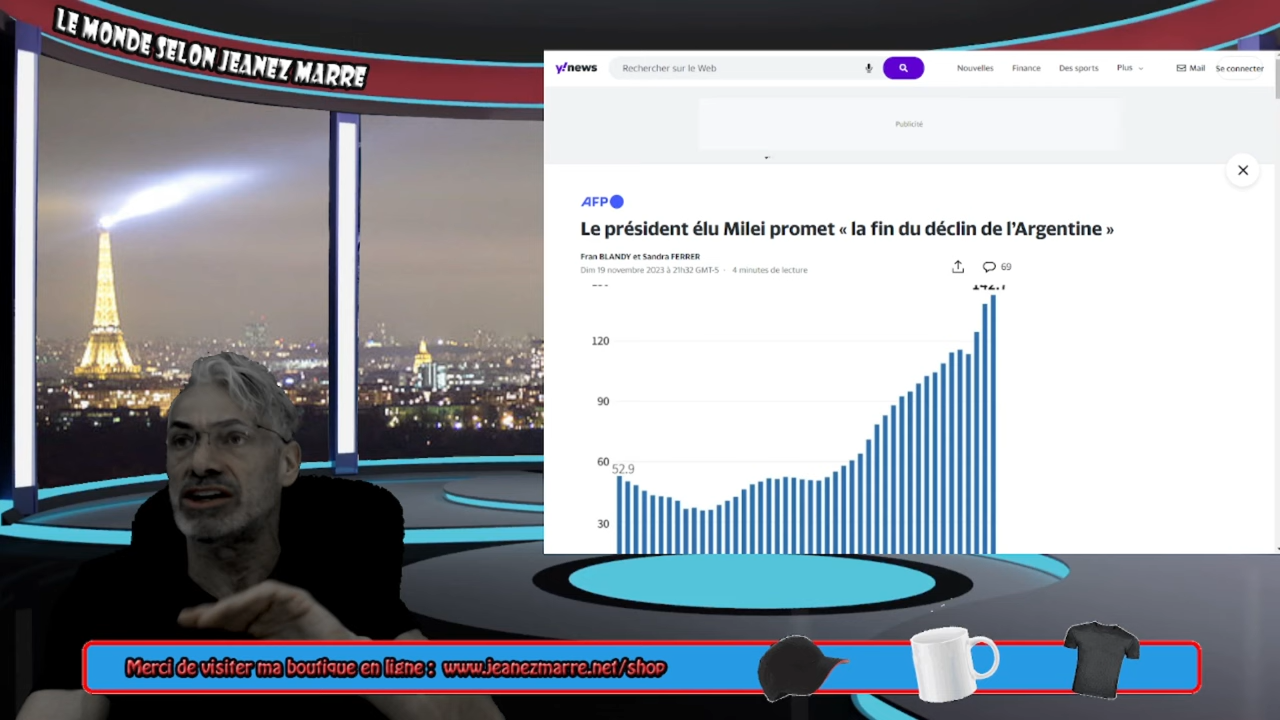 LE MONDE SELON JEANEZ MARRE
y!news
Rechercher sur le Web
Nouvelles
Finance
Des sports
Plus
Mail
Se connecter
Publicité
AFP
Le président élu Milei promet « la fin du déclin de l'Argentine »
Fran BLANDY et Sandra FERRER
Dim 19 novembre 2023 à 21h32 GMT-5 · 4 minutes de lecture
69
142.7
120
90
60
52.9
30
Merci de visiter ma boutique en ligne : www.jeanezmarre.net/shop